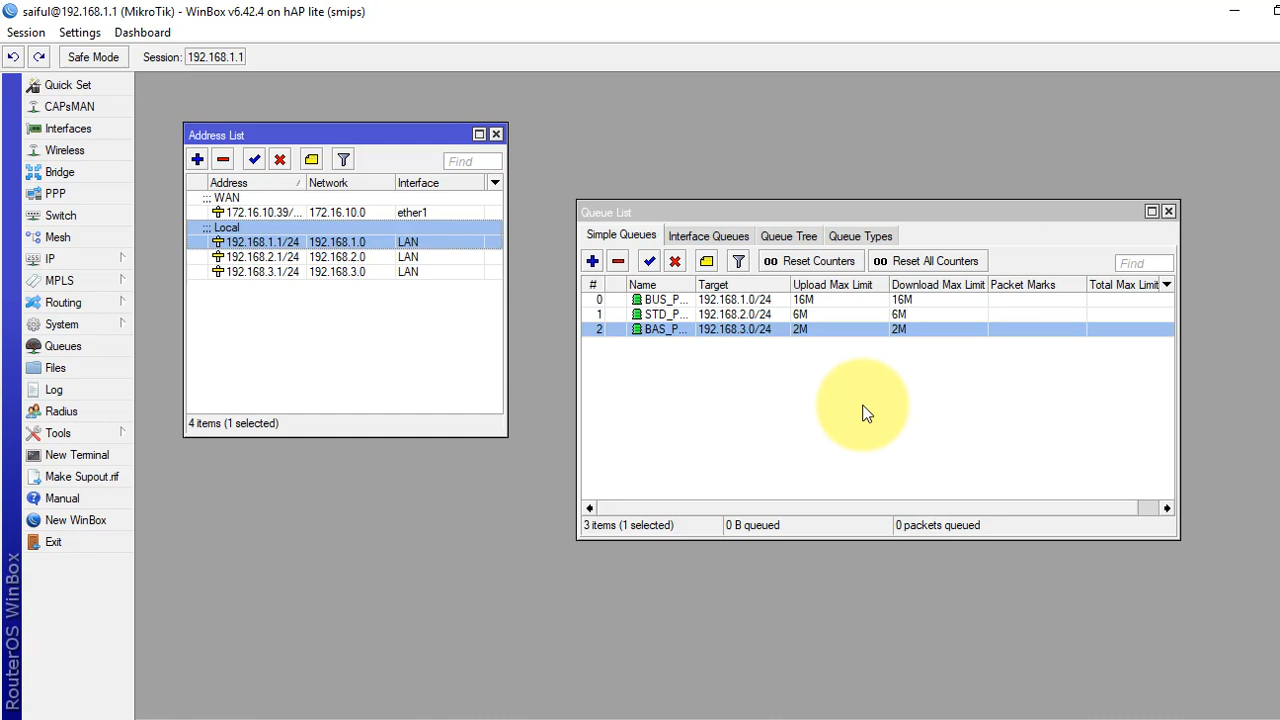 saiful@192.168.1.1 (MikroTik) - WinBox v6.42.4 on hAP lite (smips)
Session Settings Dashboard
Safe Mode Session: 192.168.1.1
Quick Set
CAPsMAN
Interfaces
Wireless
Bridge
PPP
Switch
Mesh
IP
MPLS
Routing
System
Queues
Files
Log
Radius
Tools
New Terminal
Make Supout.rif
Manual
New WinBox
Exit
RouterOS WinBox
Address List
Find
Address Network Interface
;;; WAN
172.16.10.39/... 172.16.10.0 ether1
;;; Local
192.168.1.1/24 192.168.1.0 LAN
192.168.2.1/24 192.168.2.0 LAN
192.168.3.1/24 192.168.3.0 LAN
4 items (1 selected)
Queue List
Simple Queues Interface Queues Queue Tree Queue Types
00 Reset Counters 00 Reset All Counters Find
# Name Target Upload Max Limit Download Max Limit Packet Marks Total Max Limit
0 BUS_P... 192.168.1.0/24 16M 16M
1 STD_P... 192.168.2.0/24 6M 6M
2 BAS_P... 192.168.3.0/24 2M 2M
3 items (1 selected) 0 B queued 0 packets queued